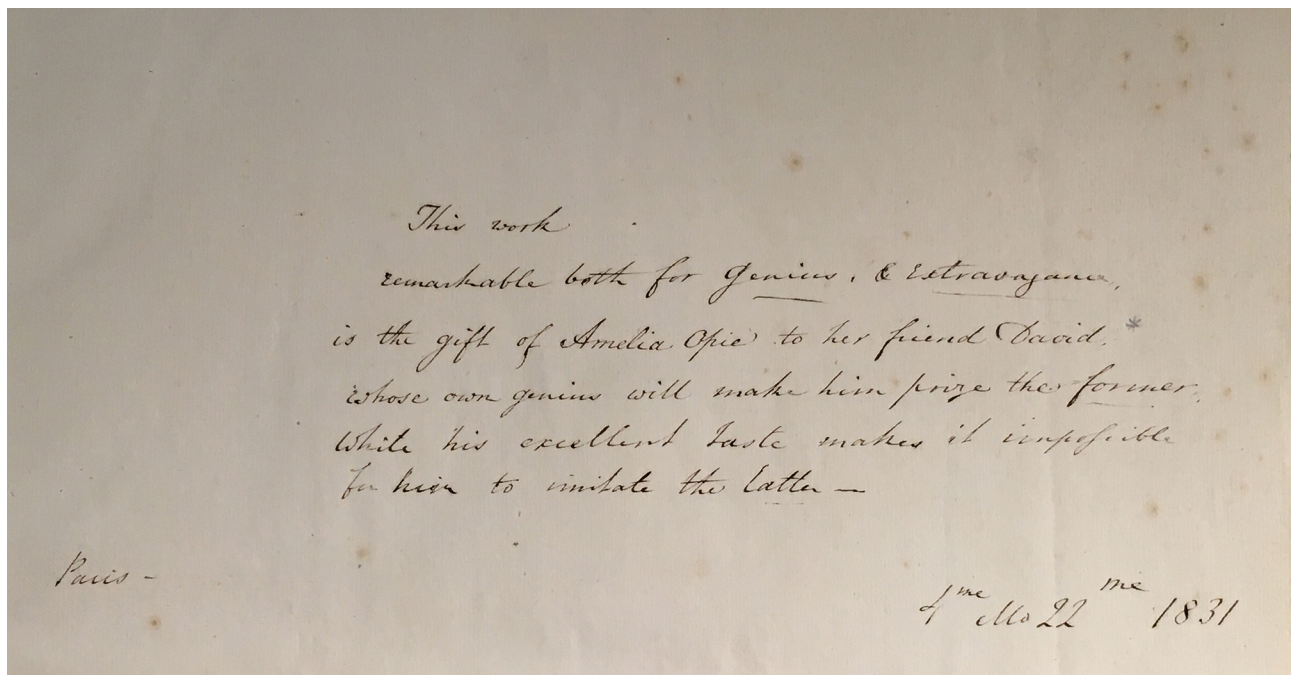 This work
remarkable both for Genius, & Extravagance,
is the gift of Amelia Opie to her friend David, *
whose own genius will make him prize the former,
while his excellent taste makes it impossible
for him to imitate the latter —
Paris –
4me Mo 22me 1831